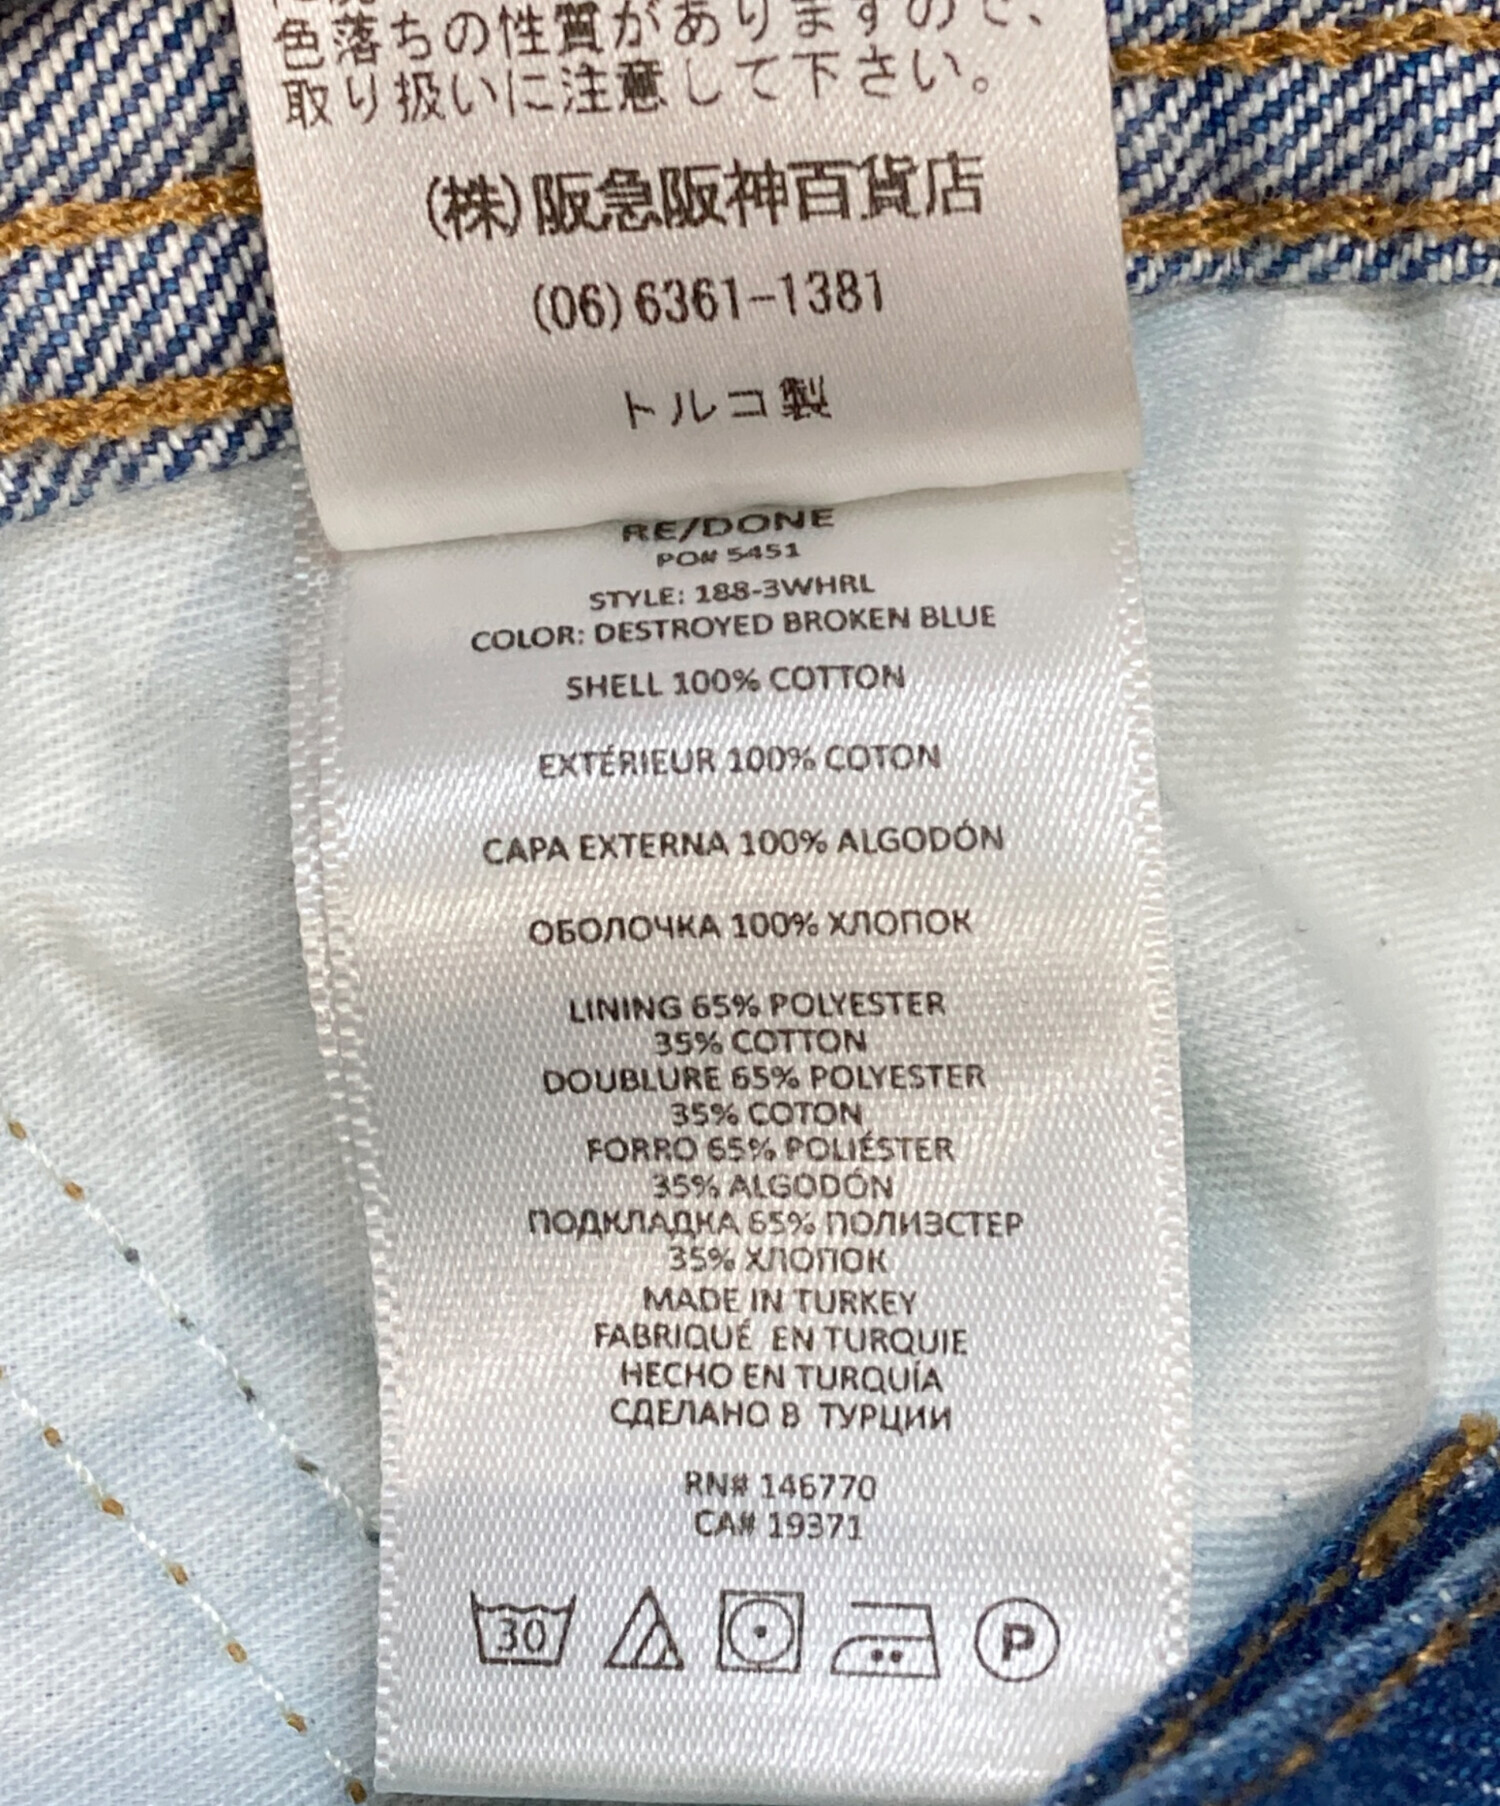 色落ちの性質がありますので、
取り扱いに注意して下さい。
(株)阪急阪神百貨店
(06)6361-1381
トルコ製
RE/DONE
PO# 5451
STYLE: 188-3WHRL
COLOR: DESTROYED BROKEN BLUE
SHELL 100% COTTON
EXTÉRIEUR 100% COTON
CAPA EXTERNA 100% ALGODÓN
ОБОЛОЧКА 100% ХЛОПОК
LINING 65% POLYESTER
35% COTTON
DOUBLURE 65% POLYESTER
35% COTON
FORRO 65% POLIÉSTER
35% ALGODÓN
ПОДКЛАДКА 65% ПОЛИЭСТЕР
35% ХЛОПОК
MADE IN TURKEY
FABRIQUÉ EN TURQUIE
HECHO EN TURQUÍA
СДЕЛАНО В ТУРЦИИ
RN# 146770
CA# 19371
30 P